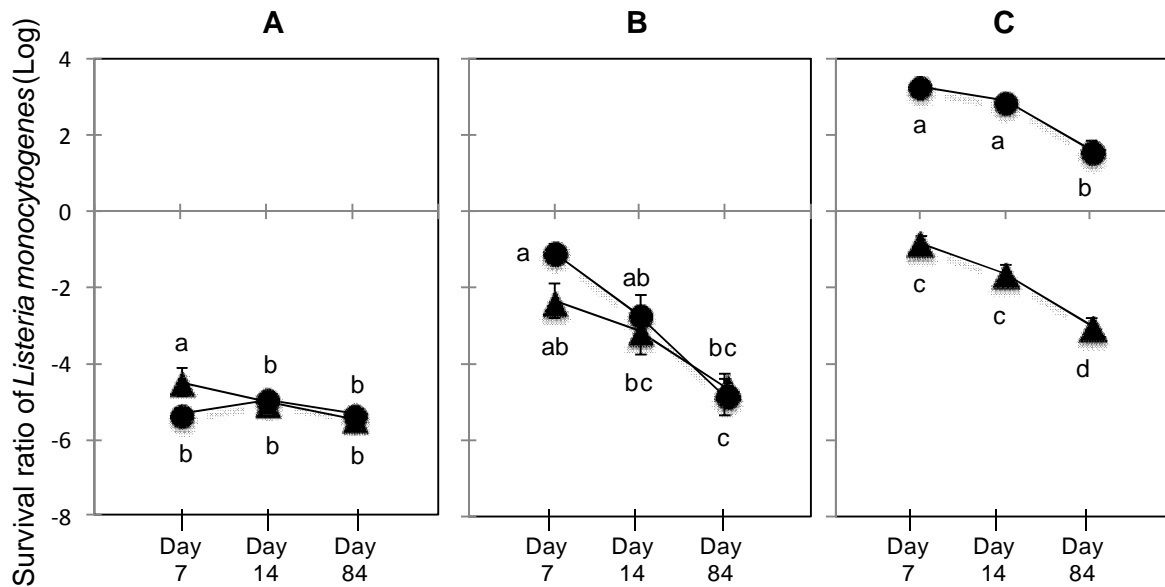 A B C
Survival ratio of Listeria monocytogenes (Log)
4
2
0
-2
-4
-6
-8
a
b
b
b
b
b
a
ab
ab
bc
bc
c
a
a
b
c
c
d
Day Day Day Day Day Day Day Day Day
7 14 84 7 14 84 7 14 84